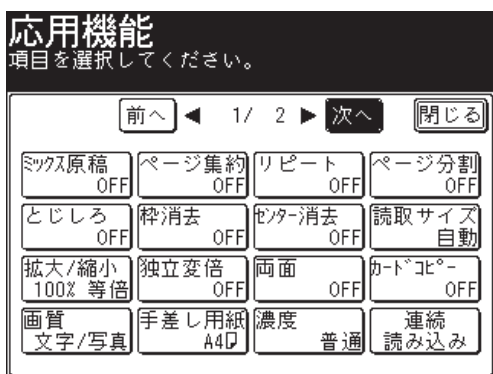 応用機能
項目を選択してください。
前へ ◀ 1/ 2 ▶ 次へ 閉じる
ミックス原稿 ページ集約 リピート ページ分割
OFF OFF OFF OFF
とじしろ 枠消去 センター消去 読取サイズ
OFF OFF OFF 自動
拡大/縮小 独立変倍 両面 カードコピー
100% 等倍 OFF OFF OFF
画質 手差し用紙 濃度 連続
文字/写真 A4 普通 読み込み